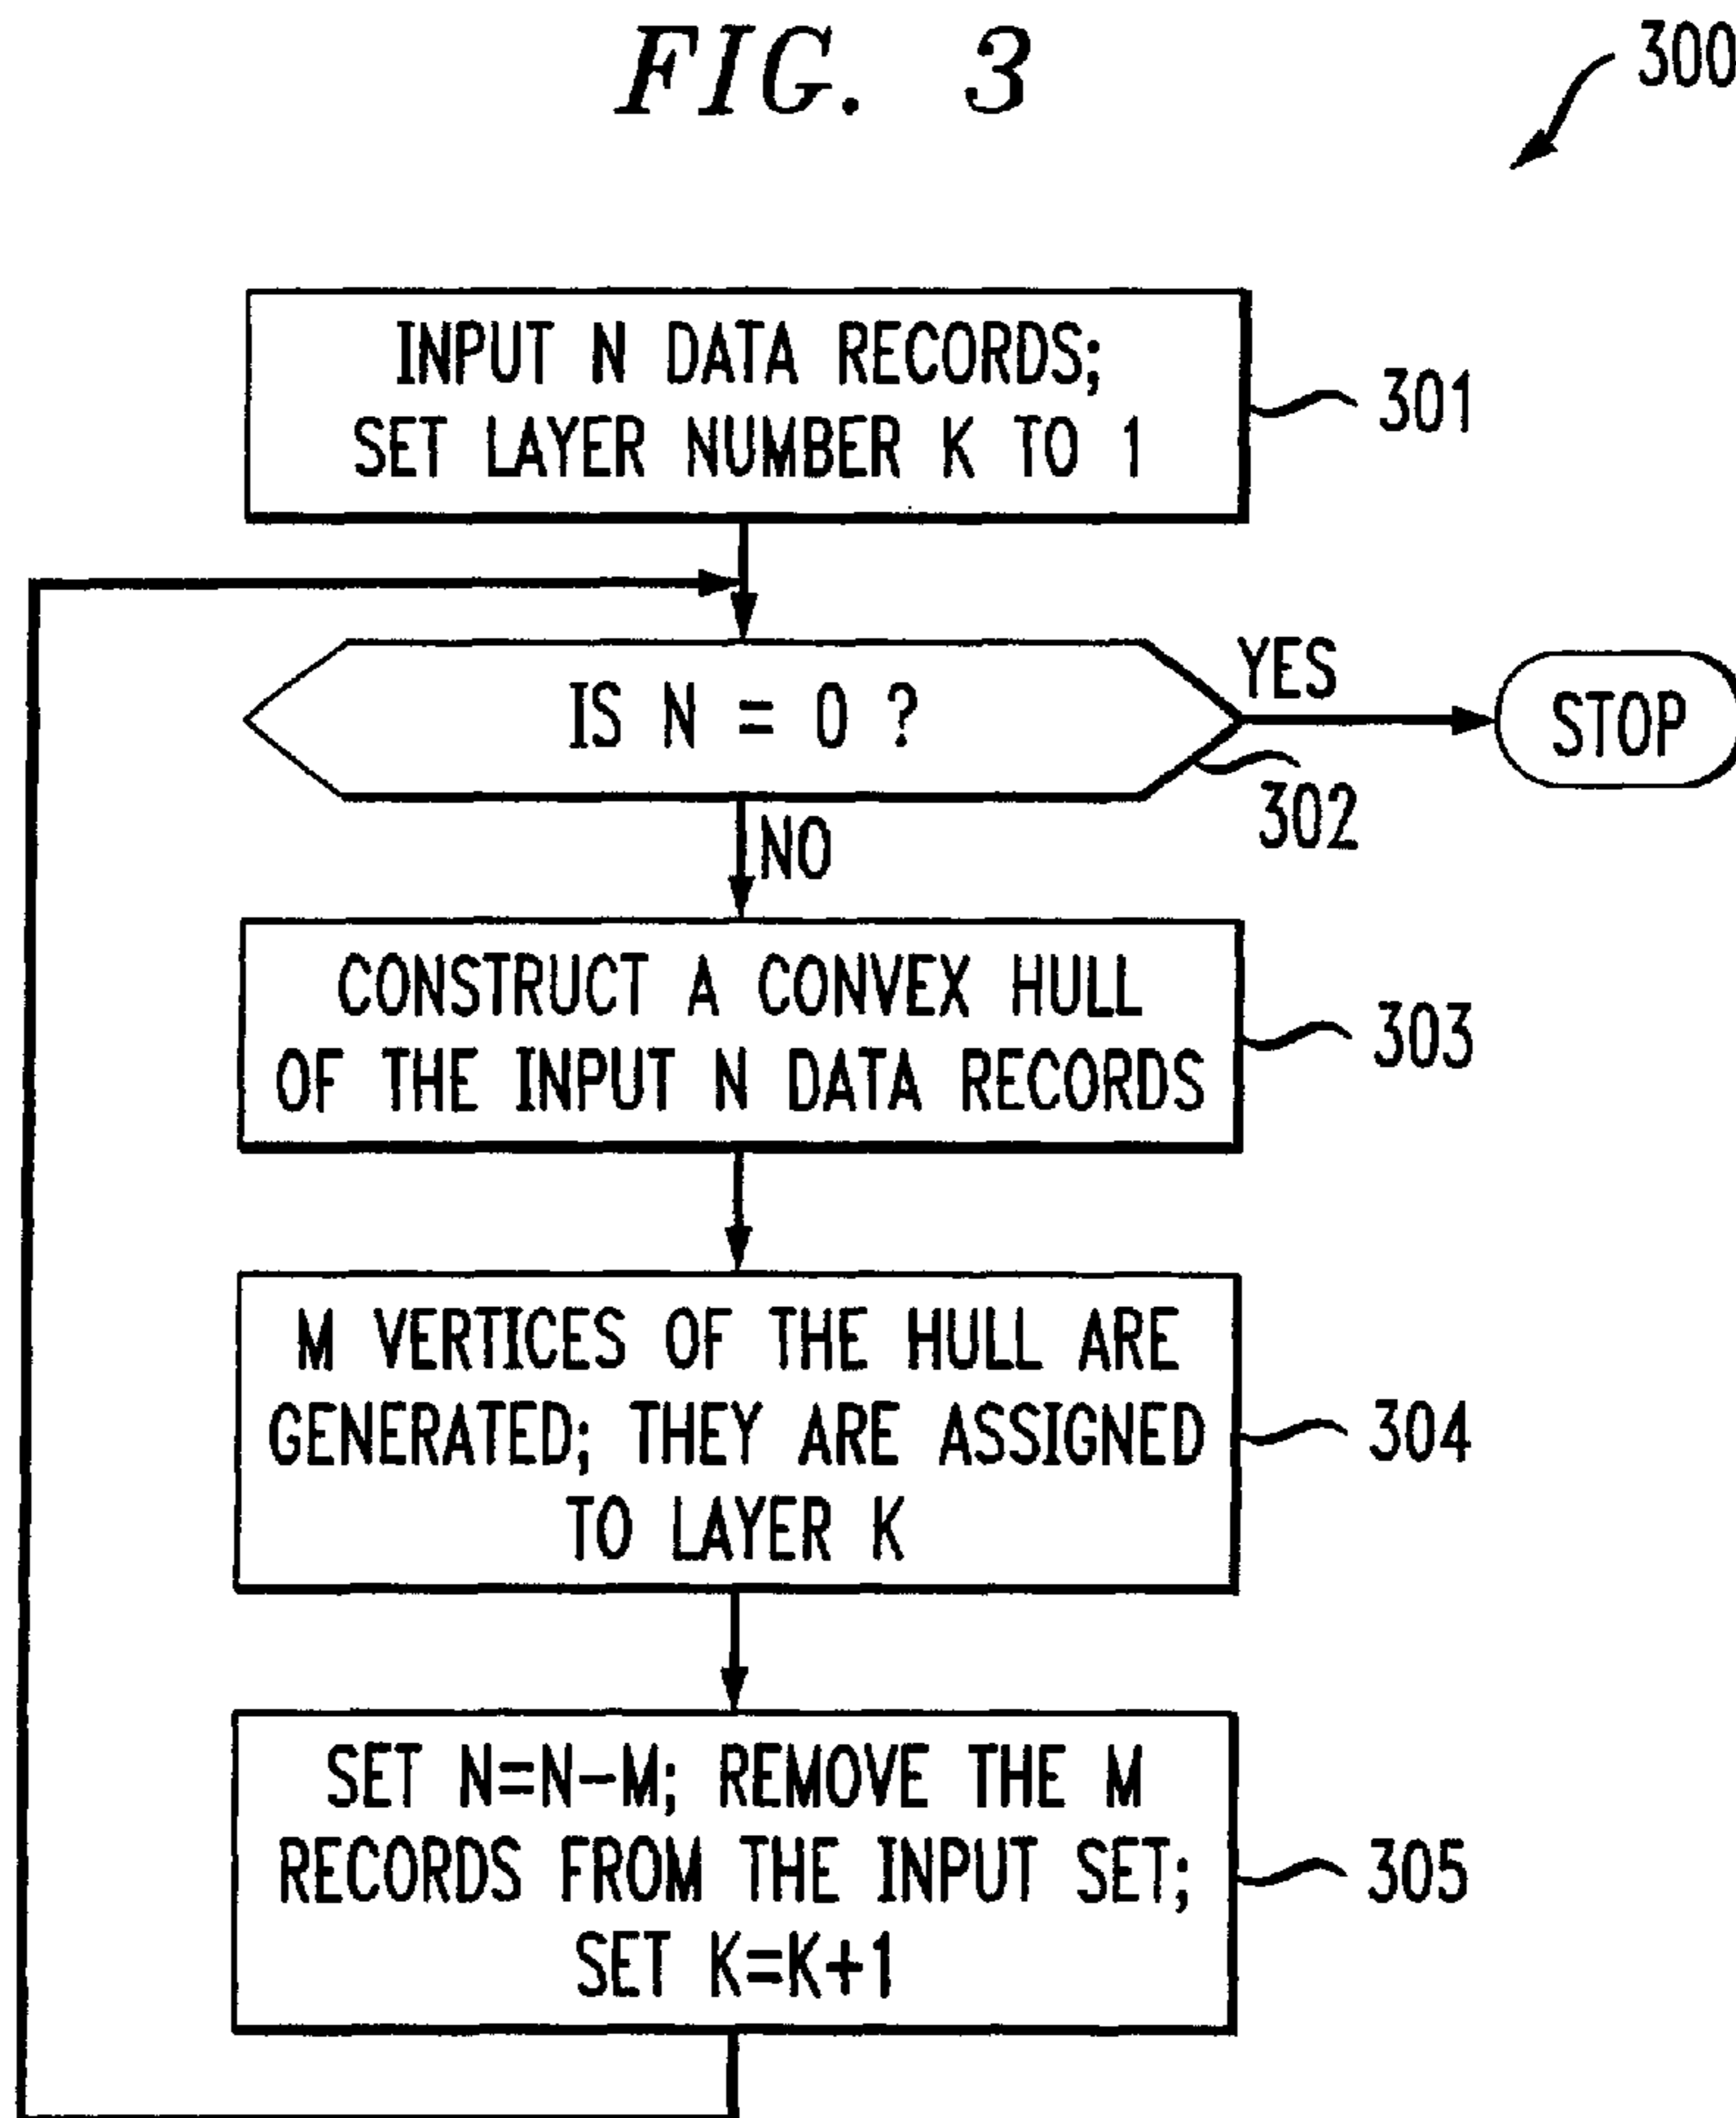 FIG. 3
300
INPUT N DATA RECORDS;
SET LAYER NUMBER K TO 1
301
IS N = 0 ?
YES
STOP
302
NO
CONSTRUCT A CONVEX HULL
OF THE INPUT N DATA RECORDS
303
M VERTICES OF THE HULL ARE
GENERATED; THEY ARE ASSIGNED
TO LAYER K
304
SET N=N-M; REMOVE THE M
RECORDS FROM THE INPUT SET;
SET K=K+1
305